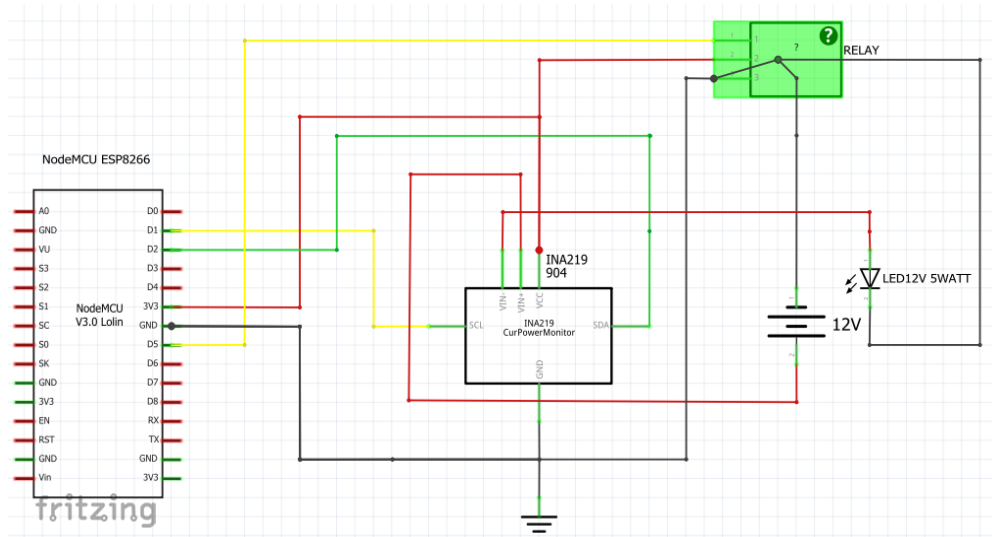 1
2
3
?
?
RELAY
NodeMCU ESP8266
A0
GND
VU
S3
S2
S1
SC
S0
SK
GND
3V3
EN
RST
GND
Vin
NodeMCU
V3.0 Lolin
D0
D1
D2
D3
D4
3V3
GND
D5
D6
D7
D8
RX
TX
GND
3V3
INA219
904
VIN-
VIN+
VCC
INA219
CurPowerMonitor
SCL
SDA
GND
LED12V 5WATT
12V
fritzing